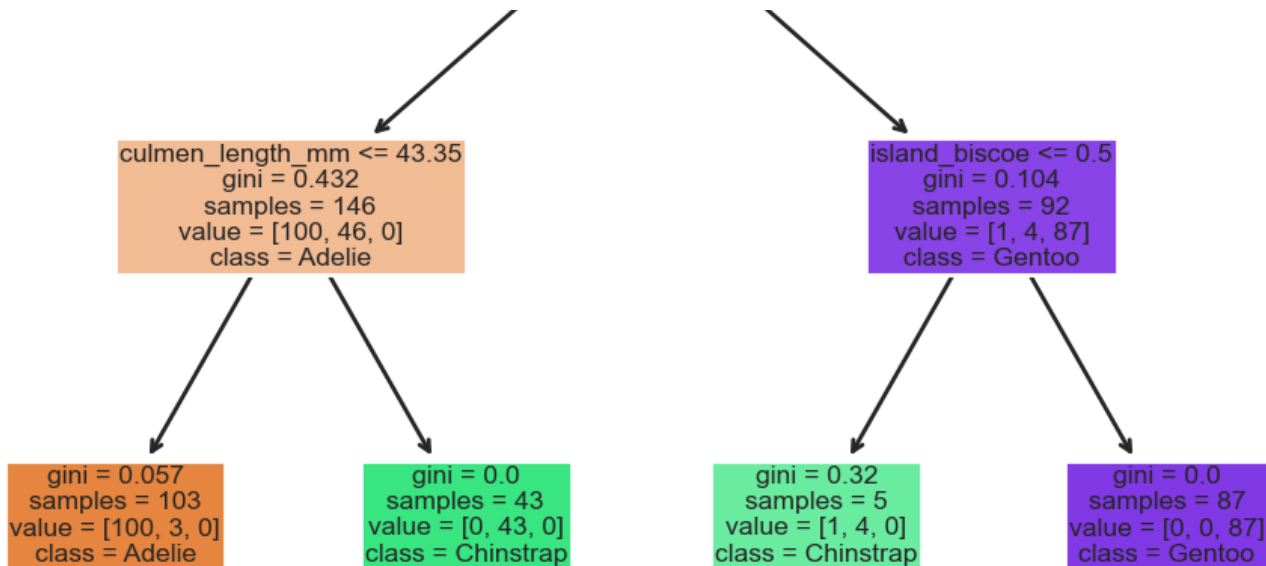 culmen_length_mm <= 43.35
gini = 0.432
samples = 146
value = [100, 46, 0]
class = Adelie
island_biscoe <= 0.5
gini = 0.104
samples = 92
value = [1, 4, 87]
class = Gentoo
gini = 0.057
samples = 103
value = [100, 3, 0]
class = Adelie
gini = 0.0
samples = 43
value = [0, 43, 0]
class = Chinstrap
gini = 0.32
samples = 5
value = [1, 4, 0]
class = Chinstrap
gini = 0.0
samples = 87
value = [0, 0, 87]
class = Gentoo